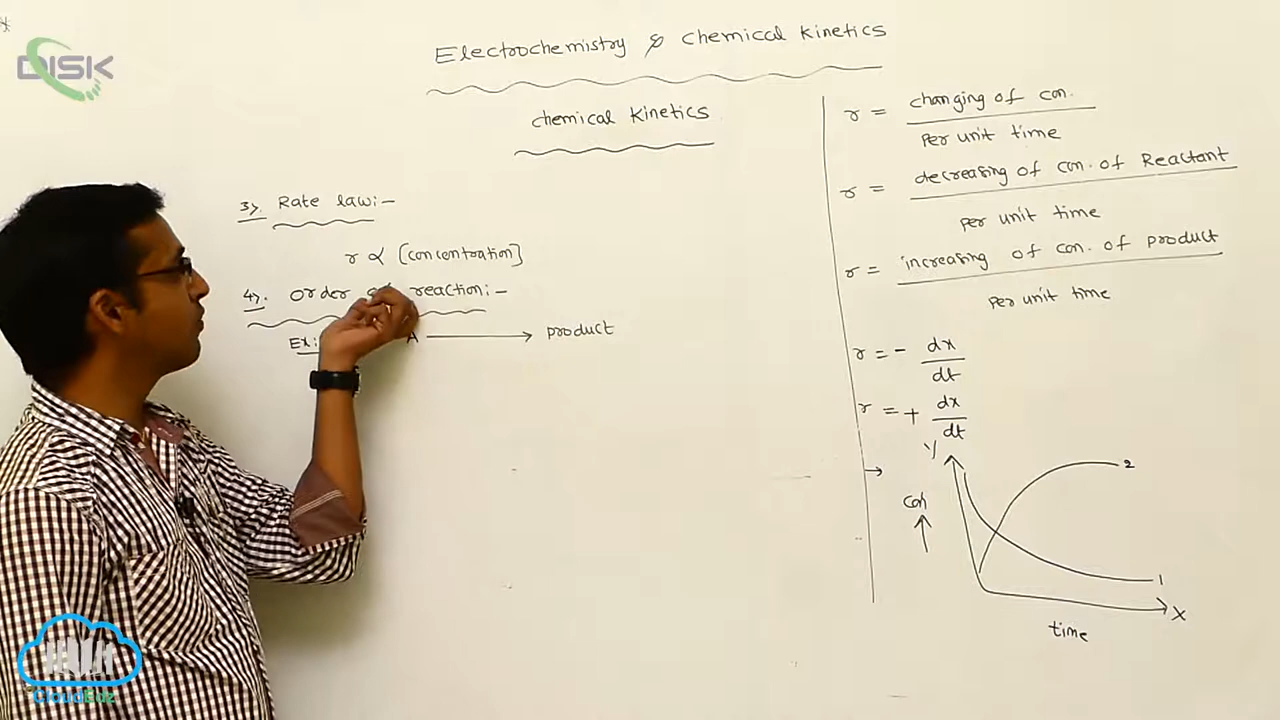 DISK
Electrochemistry & chemical kinetics
chemical kinetics
3). Rate law:-
r ∝ [concentration]
4). order of reaction:-
Ex: A ⟶ product
r = changing of con. / Per unit time
r = decreasing of con. of Reactant / per unit time
r = increasing of con. of product / per unit time
r = - dx/dt
r = + dx/dt
→
Y
2
con ↑
1
X
time
CloudEdz